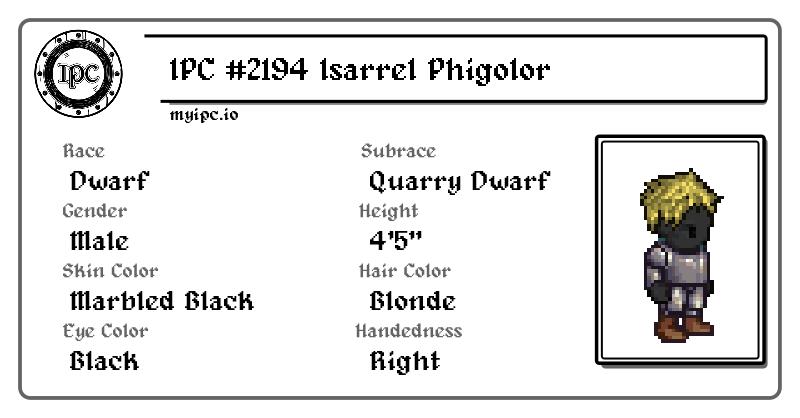 IPC
IPC #2194 Isarrel Phigolor
myipc.io
Race
Dwarf
Subrace
Quarry Dwarf
Gender
Male
Height
4'5"
Skin Color
Marbled Black
Hair Color
Blonde
Eye Color
Black
Handedness
Right